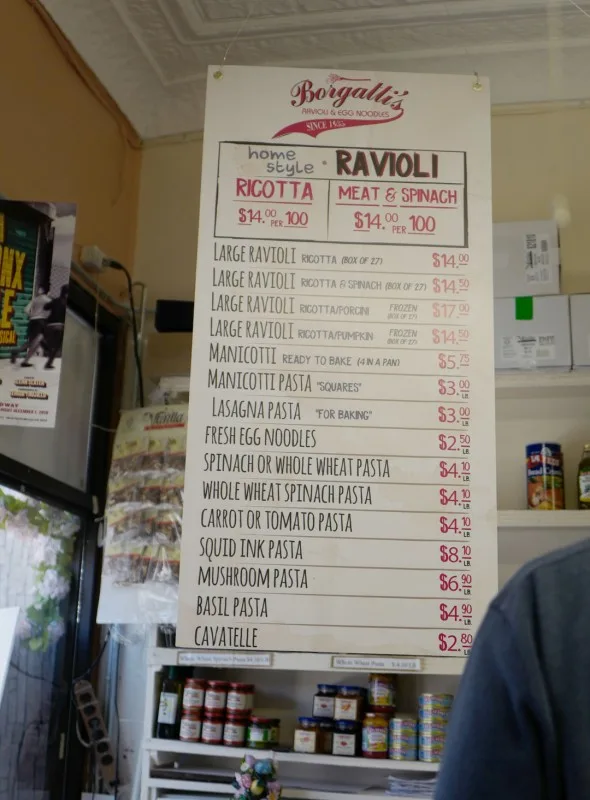 Borgatti's
RAVIOLI & EGG NOODLES
SINCE 1935
home style • RAVIOLI
RICOTTA
$14.00 PER 100
MEAT & SPINACH
$14.00 PER 100
LARGE RAVIOLI RICOTTA (BOX OF 27) $14.00
LARGE RAVIOLI RICOTTA & SPINACH (BOX OF 27) $14.50
LARGE RAVIOLI RICOTTA/PORCINI FROZEN (BOX OF 27) $17.00
LARGE RAVIOLI RICOTTA/PUMPKIN FROZEN (BOX OF 27) $14.50
MANICOTTI READY TO BAKE (4 IN A PAN) $5.75
MANICOTTI PASTA "SQUARES" $3.00 LB.
LASAGNA PASTA "FOR BAKING" $3.00 LB.
FRESH EGG NOODLES $2.50 LB.
SPINACH OR WHOLE WHEAT PASTA $4.10 LB.
WHOLE WHEAT SPINACH PASTA $4.10 LB.
CARROT OR TOMATO PASTA $4.10 LB.
SQUID INK PASTA $8.10 LB.
MUSHROOM PASTA $6.90 LB.
BASIL PASTA $4.90 LB.
CAVATELLE $2.80 LB.